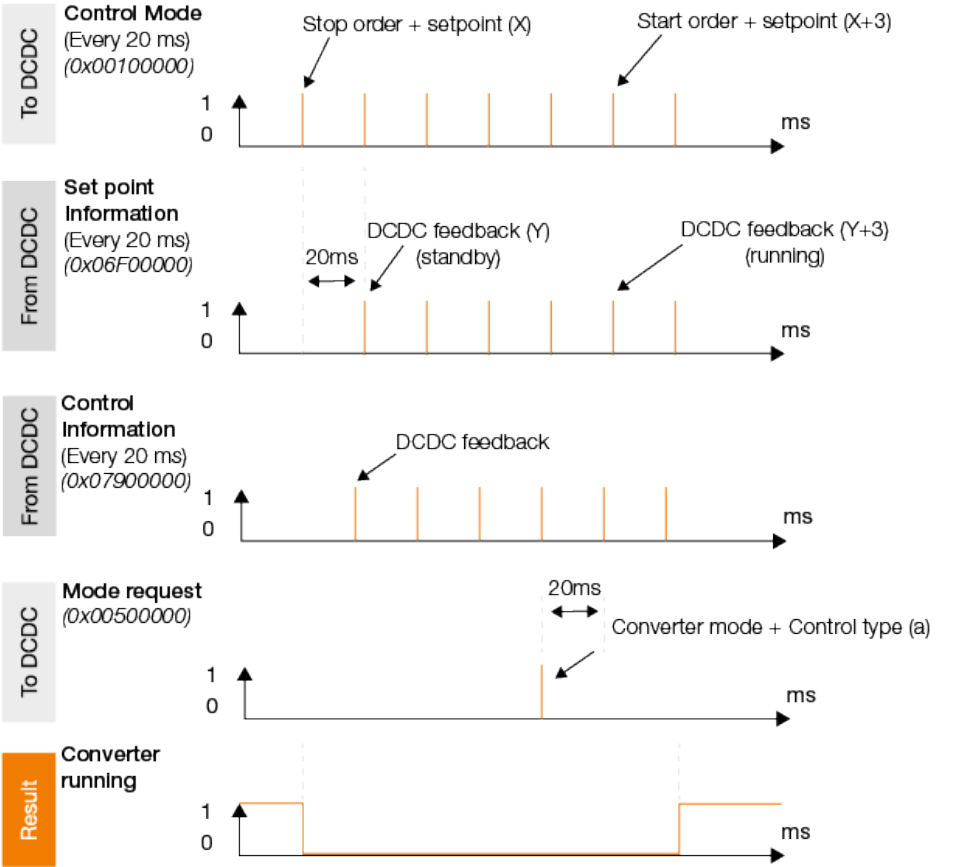 To DCDC
Control Mode
(Every 20 ms)
(0x00100000)
Stop order + setpoint (X)
Start order + setpoint (X+3)
1
0
ms
From DCDC
Set point
Information
(Every 20 ms)
(0x06F00000)
20ms
DCDC feedback (Y)
(standby)
DCDC feedback (Y+3)
(running)
1
0
ms
From DCDC
Control
Information
(Every 20 ms)
(0x07900000)
DCDC feedback
1
0
ms
To DCDC
Mode request
(0x00500000)
20ms
Converter mode + Control type (a)
1
0
ms
Result
Converter
running
1
0
ms